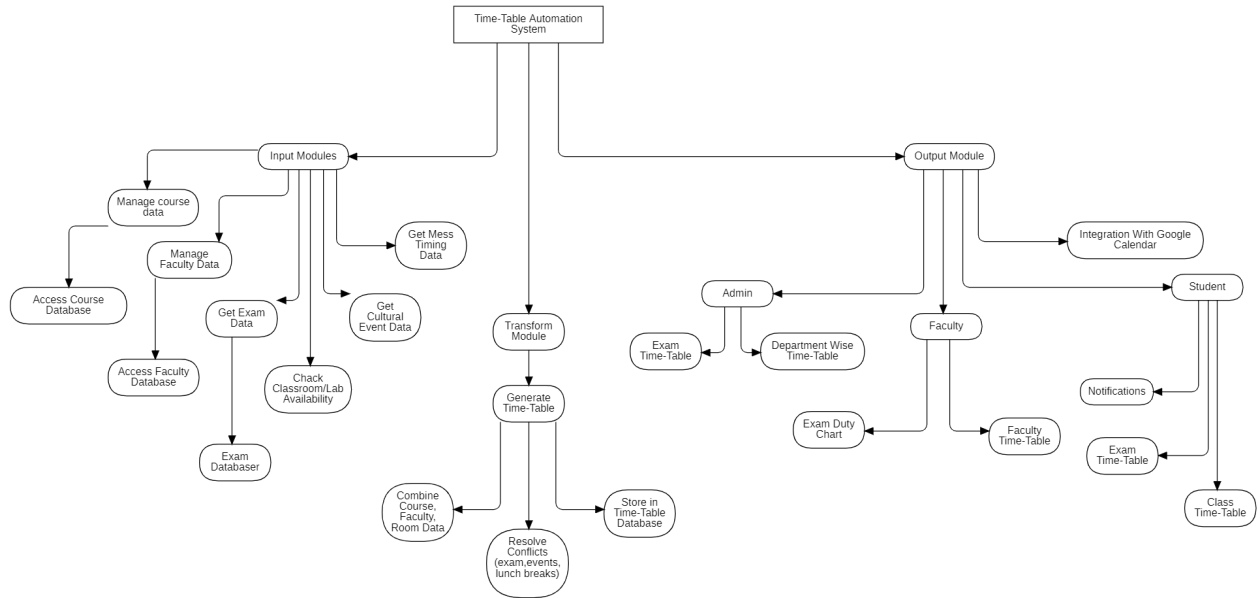 Time-Table Automation
System
Input Modules
Output Module
Manage course
data
Get Mess
Timing
Data
Integration With Google
Calendar
Manage
Faculty Data
Access Course
Database
Get Exam
Data
Get
Cultural
Event Data
Transform
Module
Admin
Faculty
Student
Exam
Time-Table
Department Wise
Time-Table
Access Faculty
Database
Chack
Classroom/Lab
Availability
Generate
Time-Table
Notifications
Exam Duty
Chart
Faculty
Time-Table
Exam
Time-Table
Exam
Databaser
Combine
Course,
Faculty,
Room Data
Store in
Time-Table
Database
Class
Time-Table
Resolve
Conflicts
(exam,events,
lunch breaks)